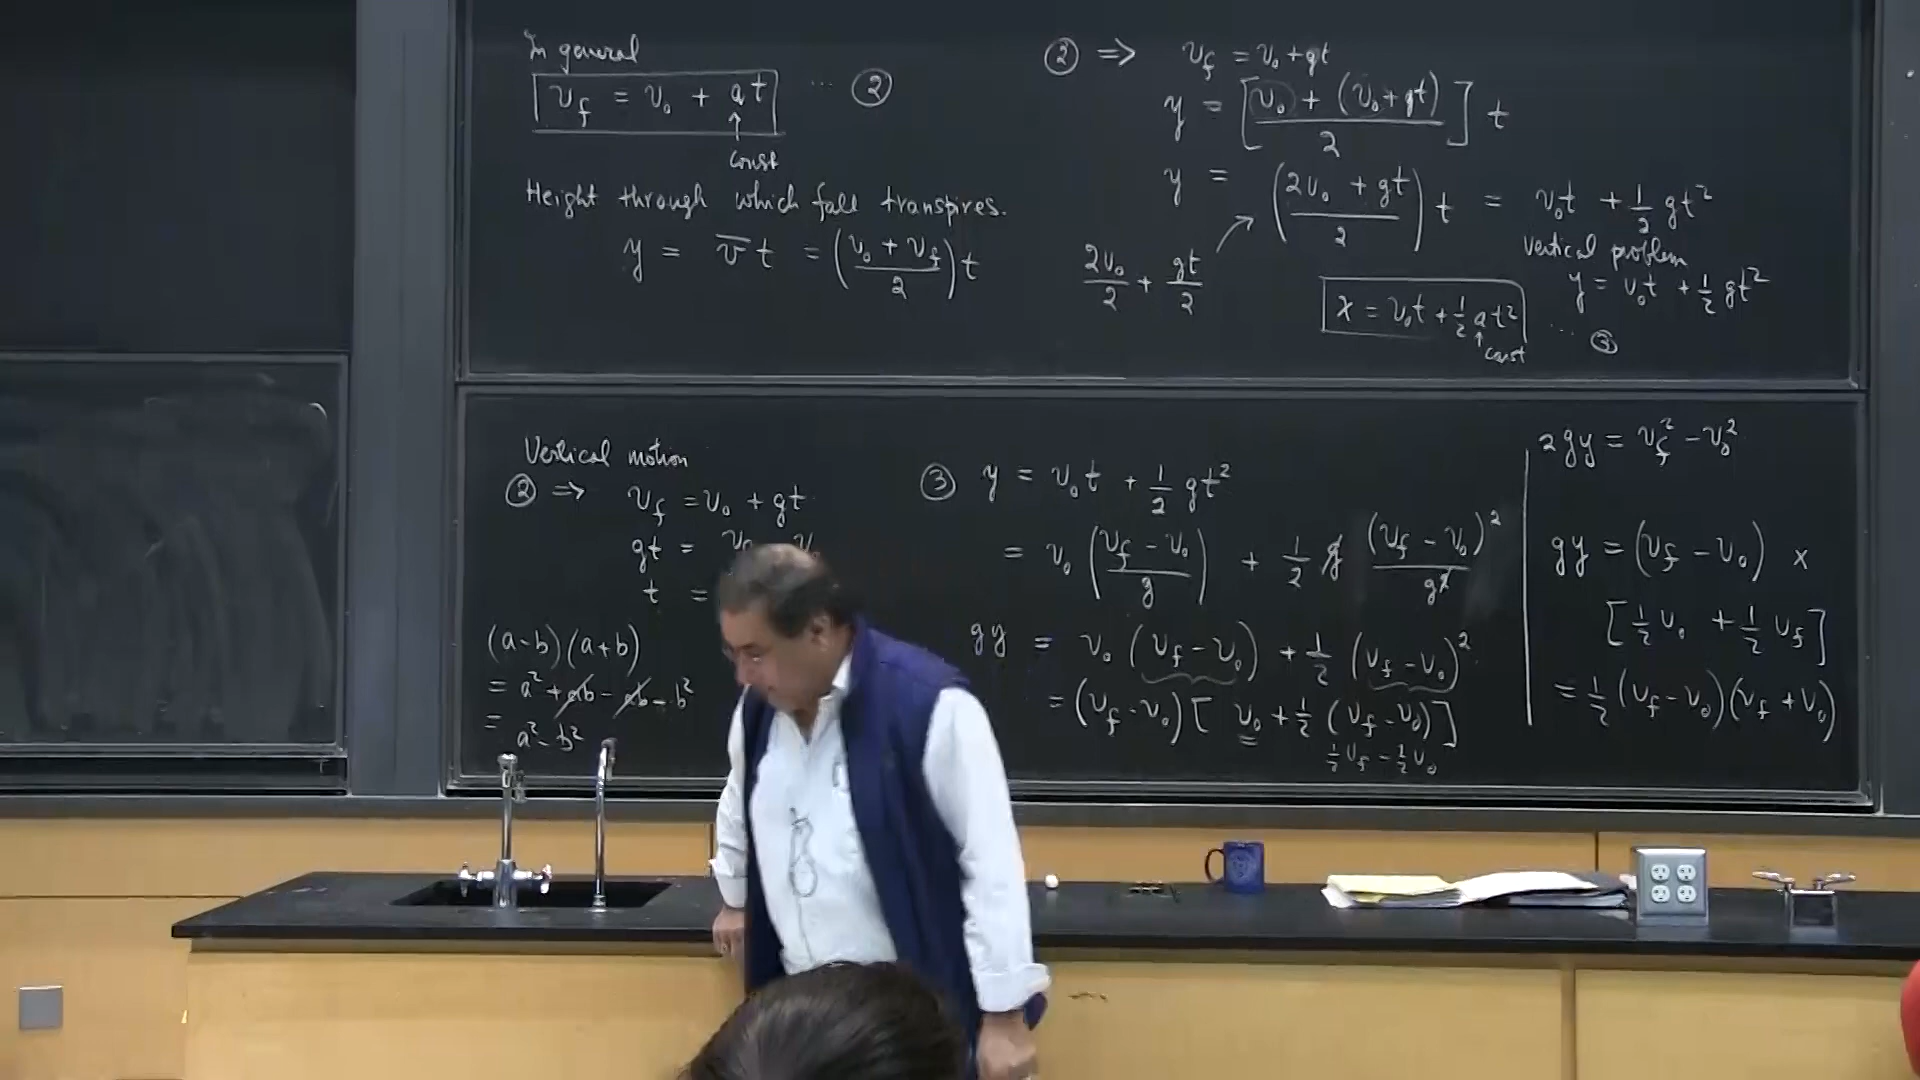 In general
v_f = v_0 + at ... ②
↑
const
Height through which fall transpires.
y = v̅t = ((v_0 + v_f)/2)t
② => v_f = v_0 + gt
y = [(v_0 + (v_0 + gt))/2] t
y = ((2v_0 + gt)/2) t = v_0t + 1/2 gt²
2v_0/2 + gt/2
Vertical problem
y = v_0t + 1/2 gt²
x = v_0t + 1/2 at² ... ③
↑
const
Vertical motion
② => v_f = v_0 + gt
gt =
t =
(a-b)(a+b)
= a² + ab - ab - b²
= a² - b²
③ y = v_0t + 1/2 gt²
= v_0 ((v_f - v_0)/g) + 1/2 g (v_f - v_0)²/g²
gy = v_0 (v_f - v_0) + 1/2 (v_f - v_0)²
= (v_f - v_0)[v_0 + 1/2 (v_f - v_0)]
1/2 v_f - 1/2 v_0
2gy = v_f² - v_0²
gy = (v_f - v_0) x
[1/2 v_0 + 1/2 v_f]
= 1/2 (v_f - v_0)(v_f + v_0)